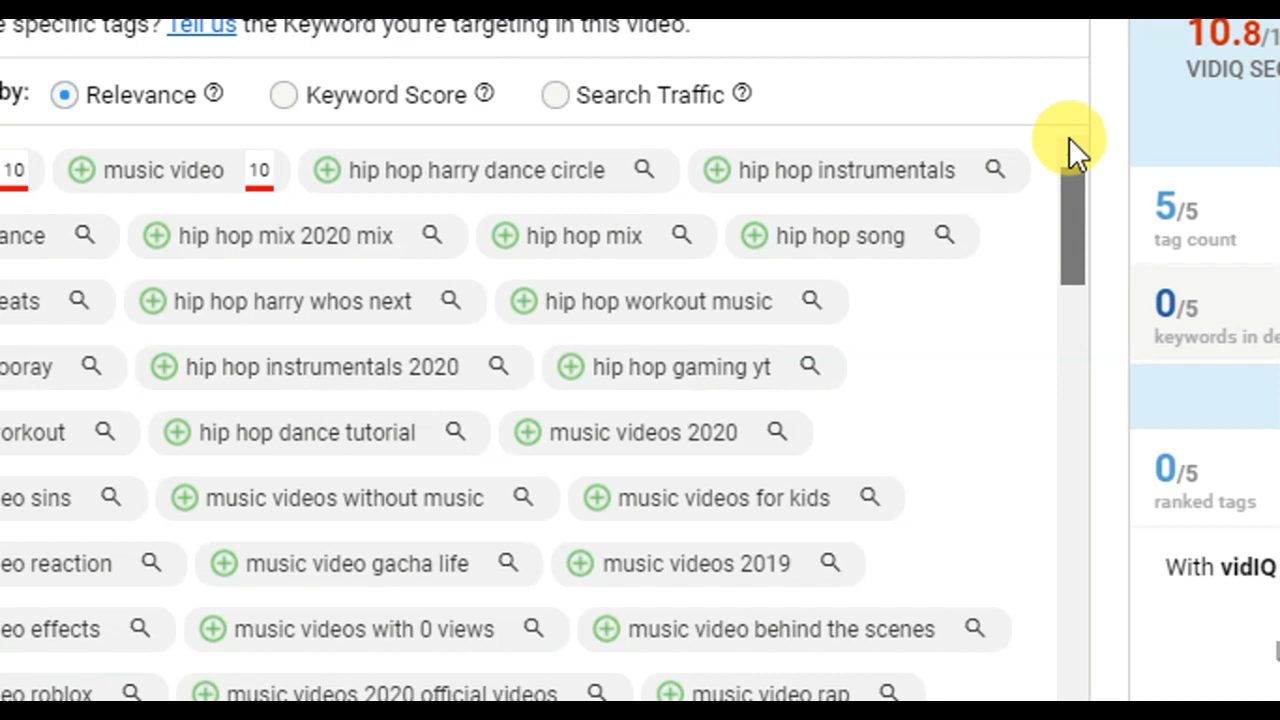 e specific tags? Tell us the Keyword you're targeting in this video.
by: Relevance Keyword Score Search Traffic
10 music video 10 hip hop harry dance circle hip hop instrumentals
ance hip hop mix 2020 mix hip hop mix hip hop song
eats hip hop harry whos next hip hop workout music
ooray hip hop instrumentals 2020 hip hop gaming yt
orkout hip hop dance tutorial music videos 2020
eo sins music videos without music music videos for kids
eo reaction music video gacha life music videos 2019
eo effects music videos with 0 views music video behind the scenes
eo roblox music videos 2020 official videos music video rap
10.8/1
VIDIQ SEO
5/5
tag count
0/5
keywords in de
0/5
ranked tags
With vidIQ